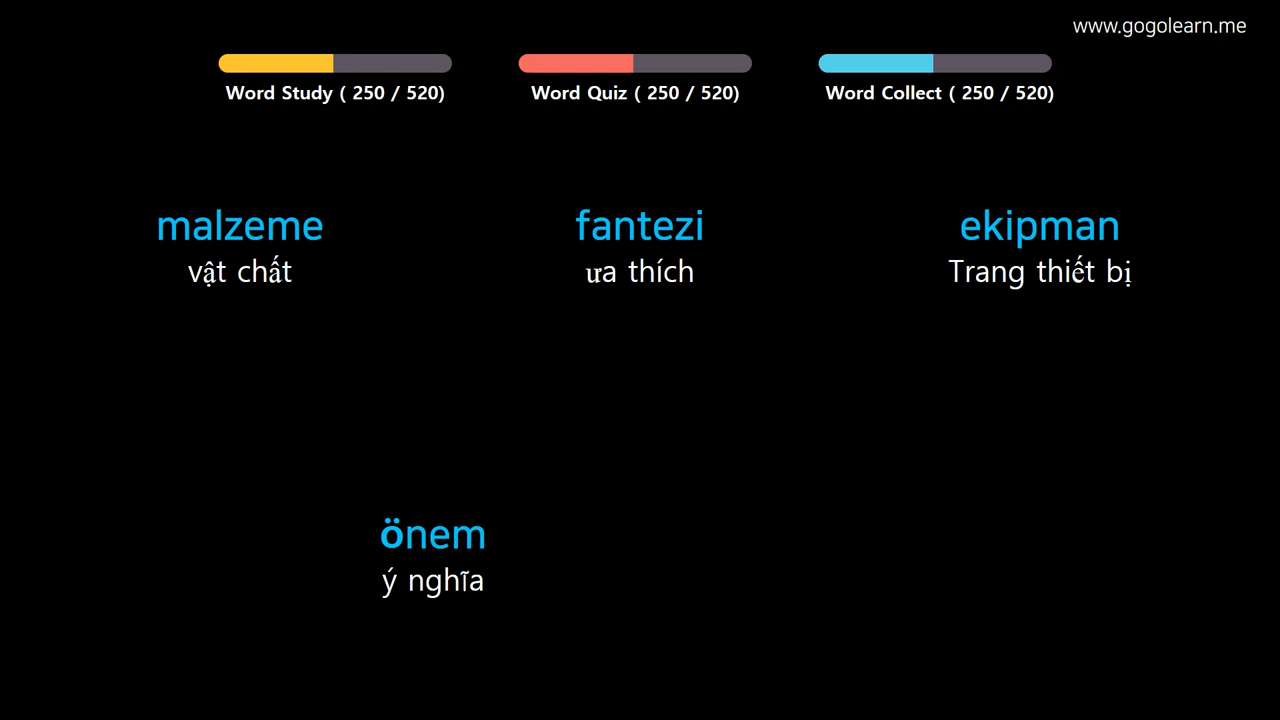 www.gogolearn.me
Word Study ( 250 / 520)
Word Quiz ( 250 / 520)
Word Collect ( 250 / 520)
malzeme
vật chất
fantezi
ưa thích
ekipman
Trang thiết bị
önem
ý nghĩa